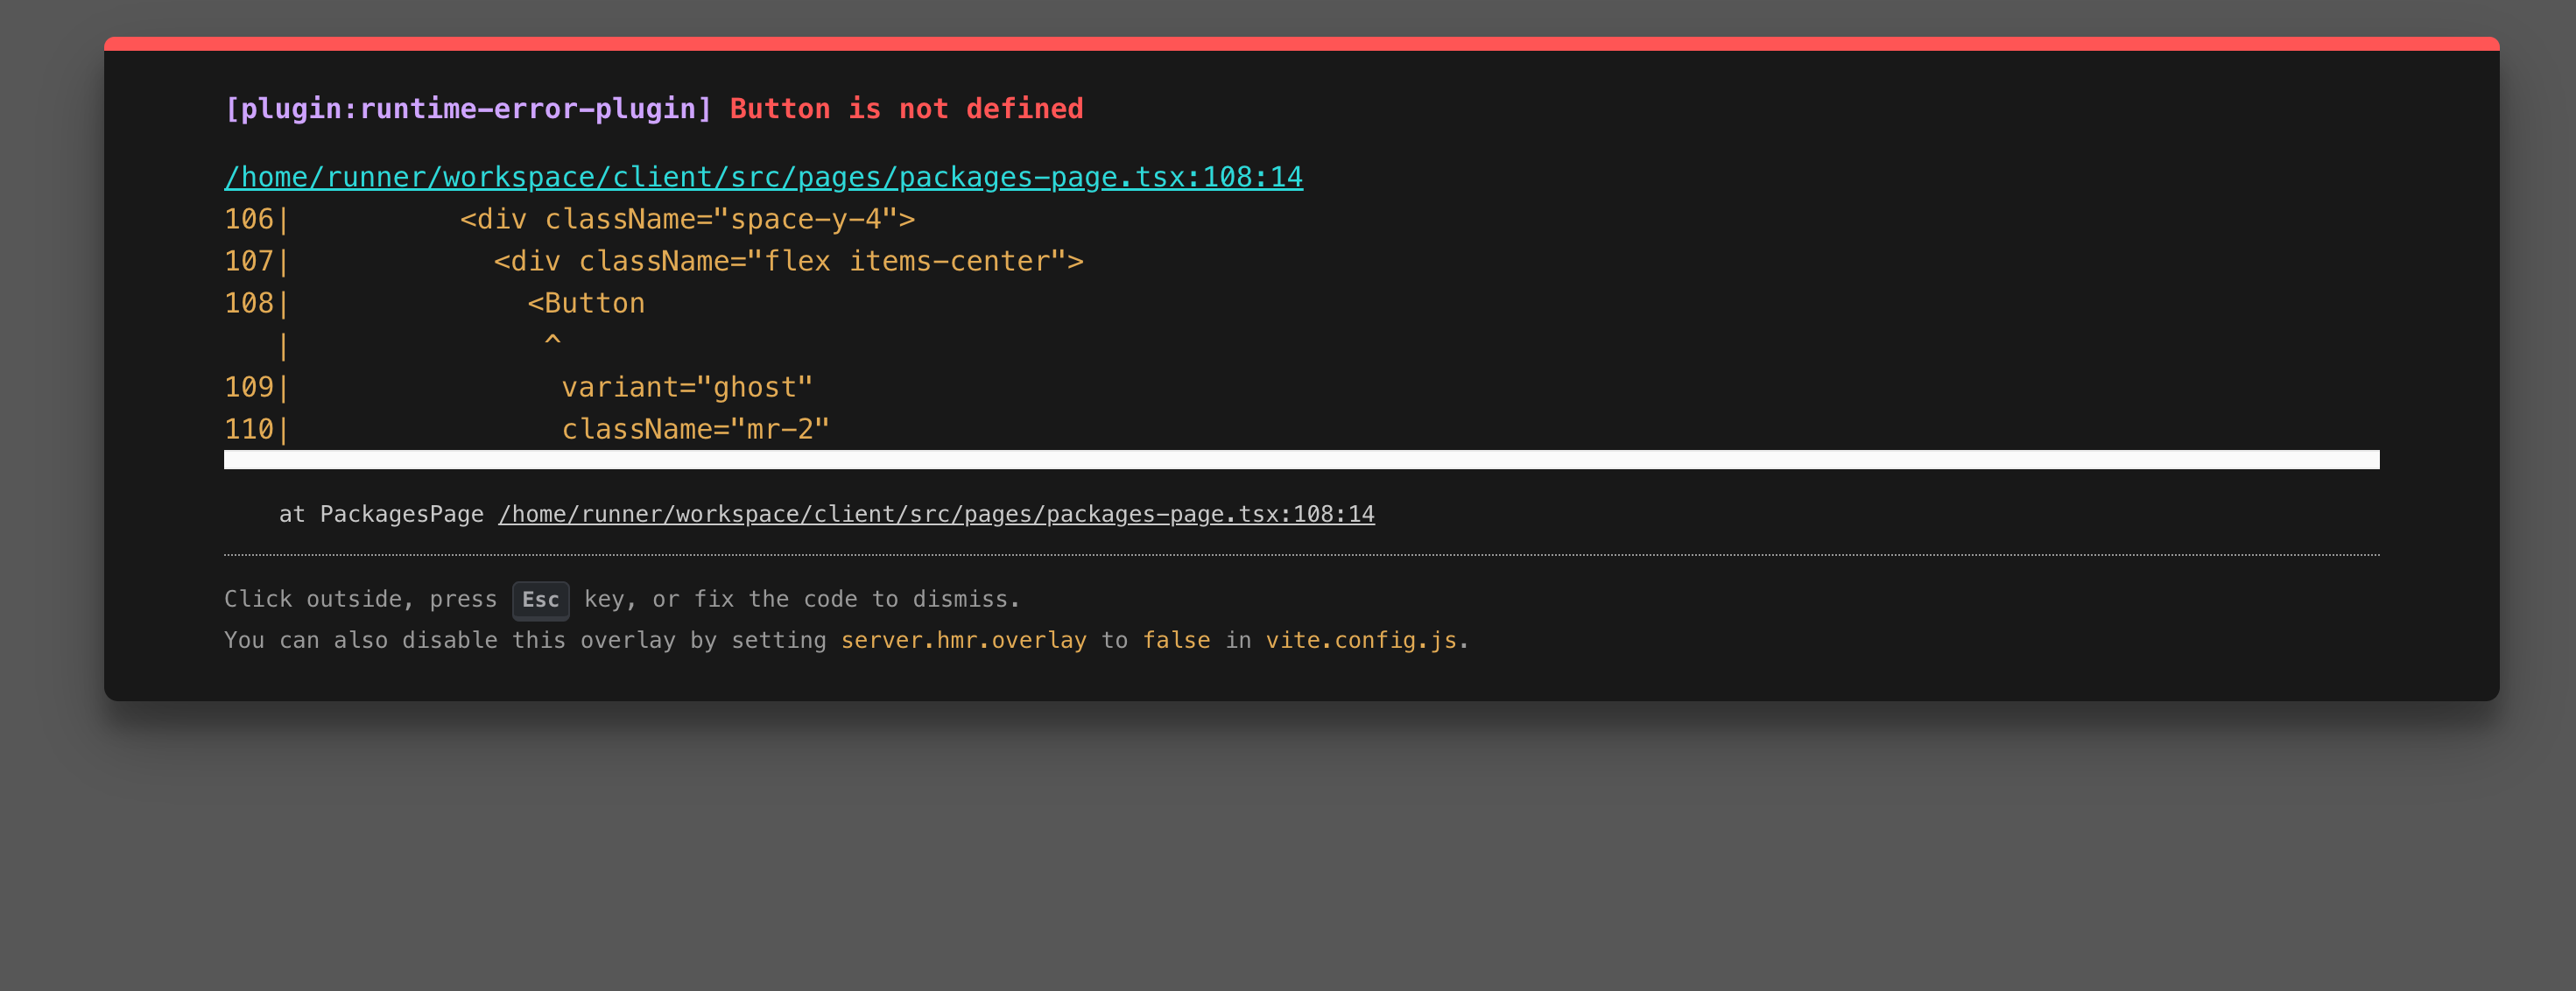 [plugin:runtime-error-plugin] Button is not defined
/home/runner/workspace/client/src/pages/packages-page.tsx:108:14
106|          <div className="space-y-4">
107|            <div className="flex items-center">
108|              <Button
   |               ^
109|                variant="ghost"
110|                className="mr-2"
at PackagesPage /home/runner/workspace/client/src/pages/packages-page.tsx:108:14
Click outside, press Esc key, or fix the code to dismiss.
You can also disable this overlay by setting server.hmr.overlay to false in vite.config.js.